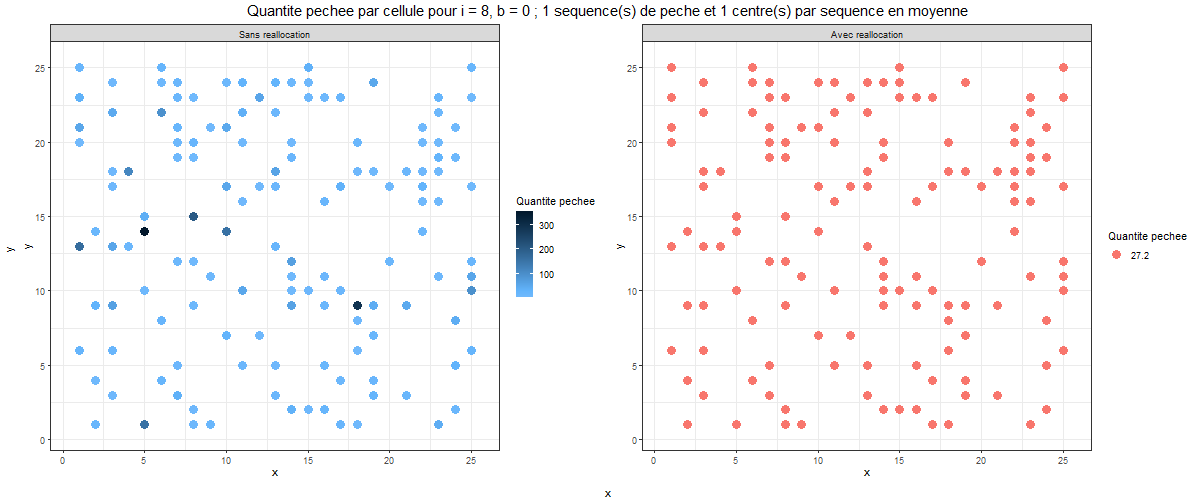 Quantite pechee par cellule pour i = 8, b = 0 ; 1 sequence(s) de peche et 1 centre(s) par sequence en moyenne
Sans reallocation
25
20
15
10
5
0
y
y
0 5 10 15 20 25
x
Quantite pechee
300
200
100
Avec reallocation
25
20
15
10
5
0
y
0 5 10 15 20 25
x
Quantite pechee
27.2
x